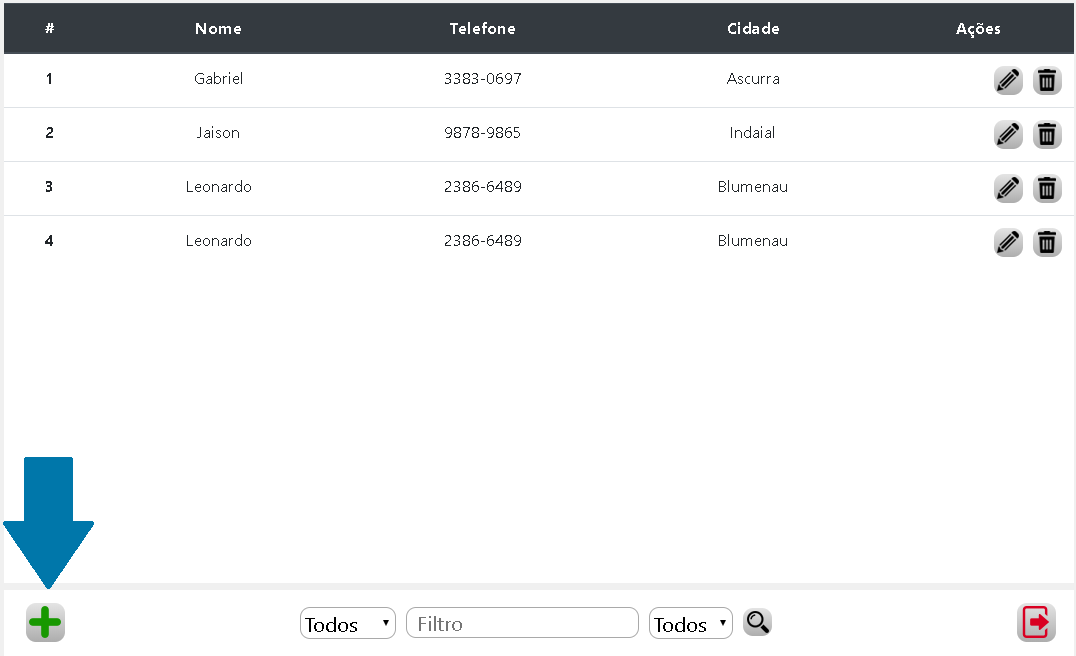 # Nome Telefone Cidade Ações
1 Gabriel 3383-0697 Ascurra
2 Jaison 9878-9865 Indaial
3 Leonardo 2386-6489 Blumenau
4 Leonardo 2386-6489 Blumenau
Todos Filtro Todos